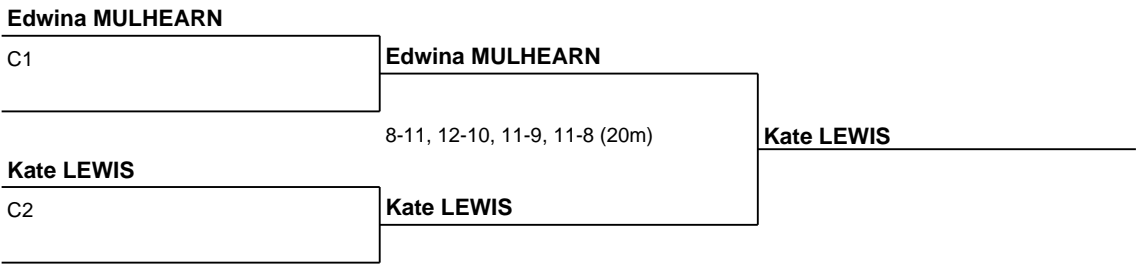 Edwina MULHEARN
C1
Edwina MULHEARN
8-11, 12-10, 11-9, 11-8 (20m)
Kate LEWIS
Kate LEWIS
C2
Kate LEWIS